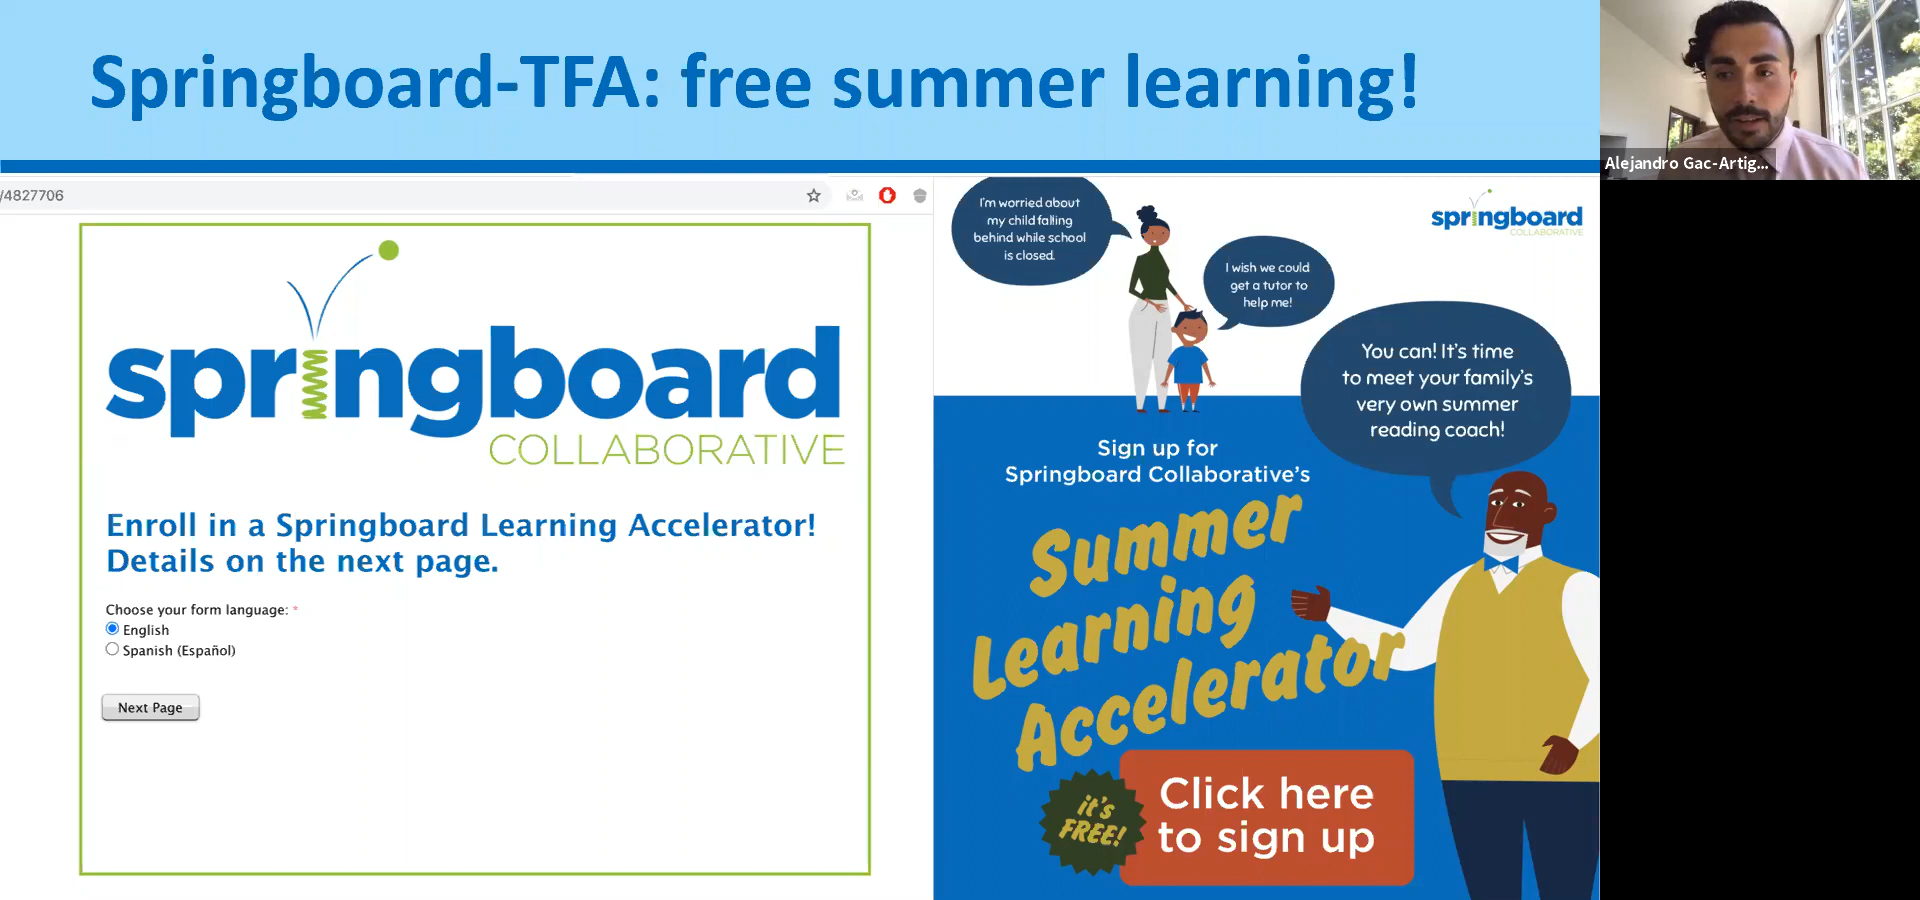 Springboard-TFA: free summer learning!
Alejandro Gac-Artig...
/4827706
springboard
COLLABORATIVE
Enroll in a Springboard Learning Accelerator!
Details on the next page.
Choose your form language: *
English
Spanish (Español)
Next Page
I'm worried about
my child falling
behind while school
is closed.
I wish we could
get a tutor to
help me!
springboard
COLLABORATIVE
You can! It's time
to meet your family's
very own summer
reading coach!
Sign up for
Springboard Collaborative's
Summer
Learning
Accelerator
it's
FREE!
Click here
to sign up